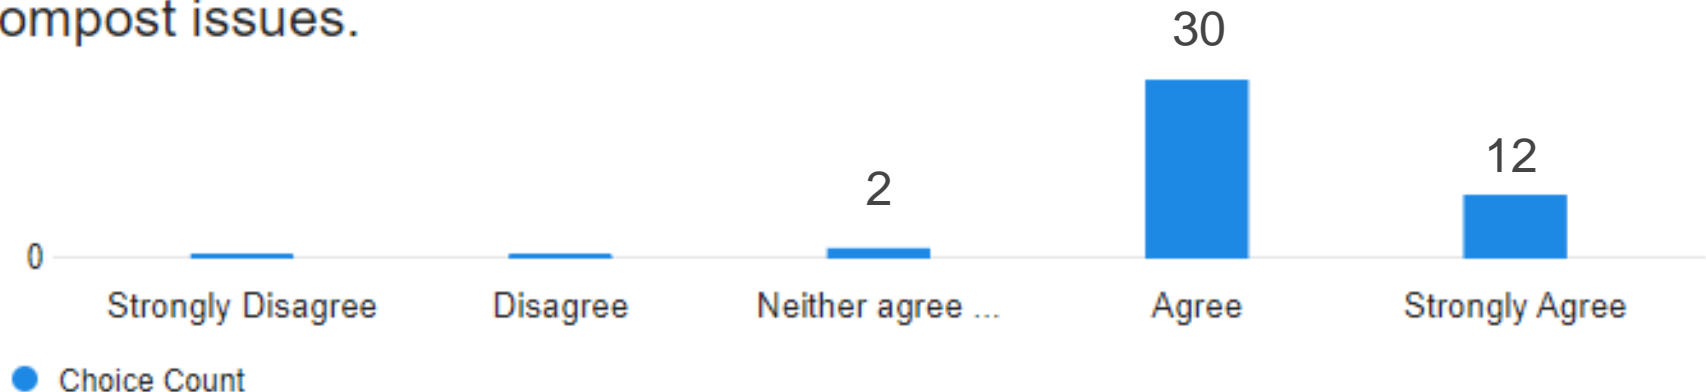 ompost issues.
30
12
2
0
Strongly Disagree Disagree Neither agree ... Agree Strongly Agree
Choice Count